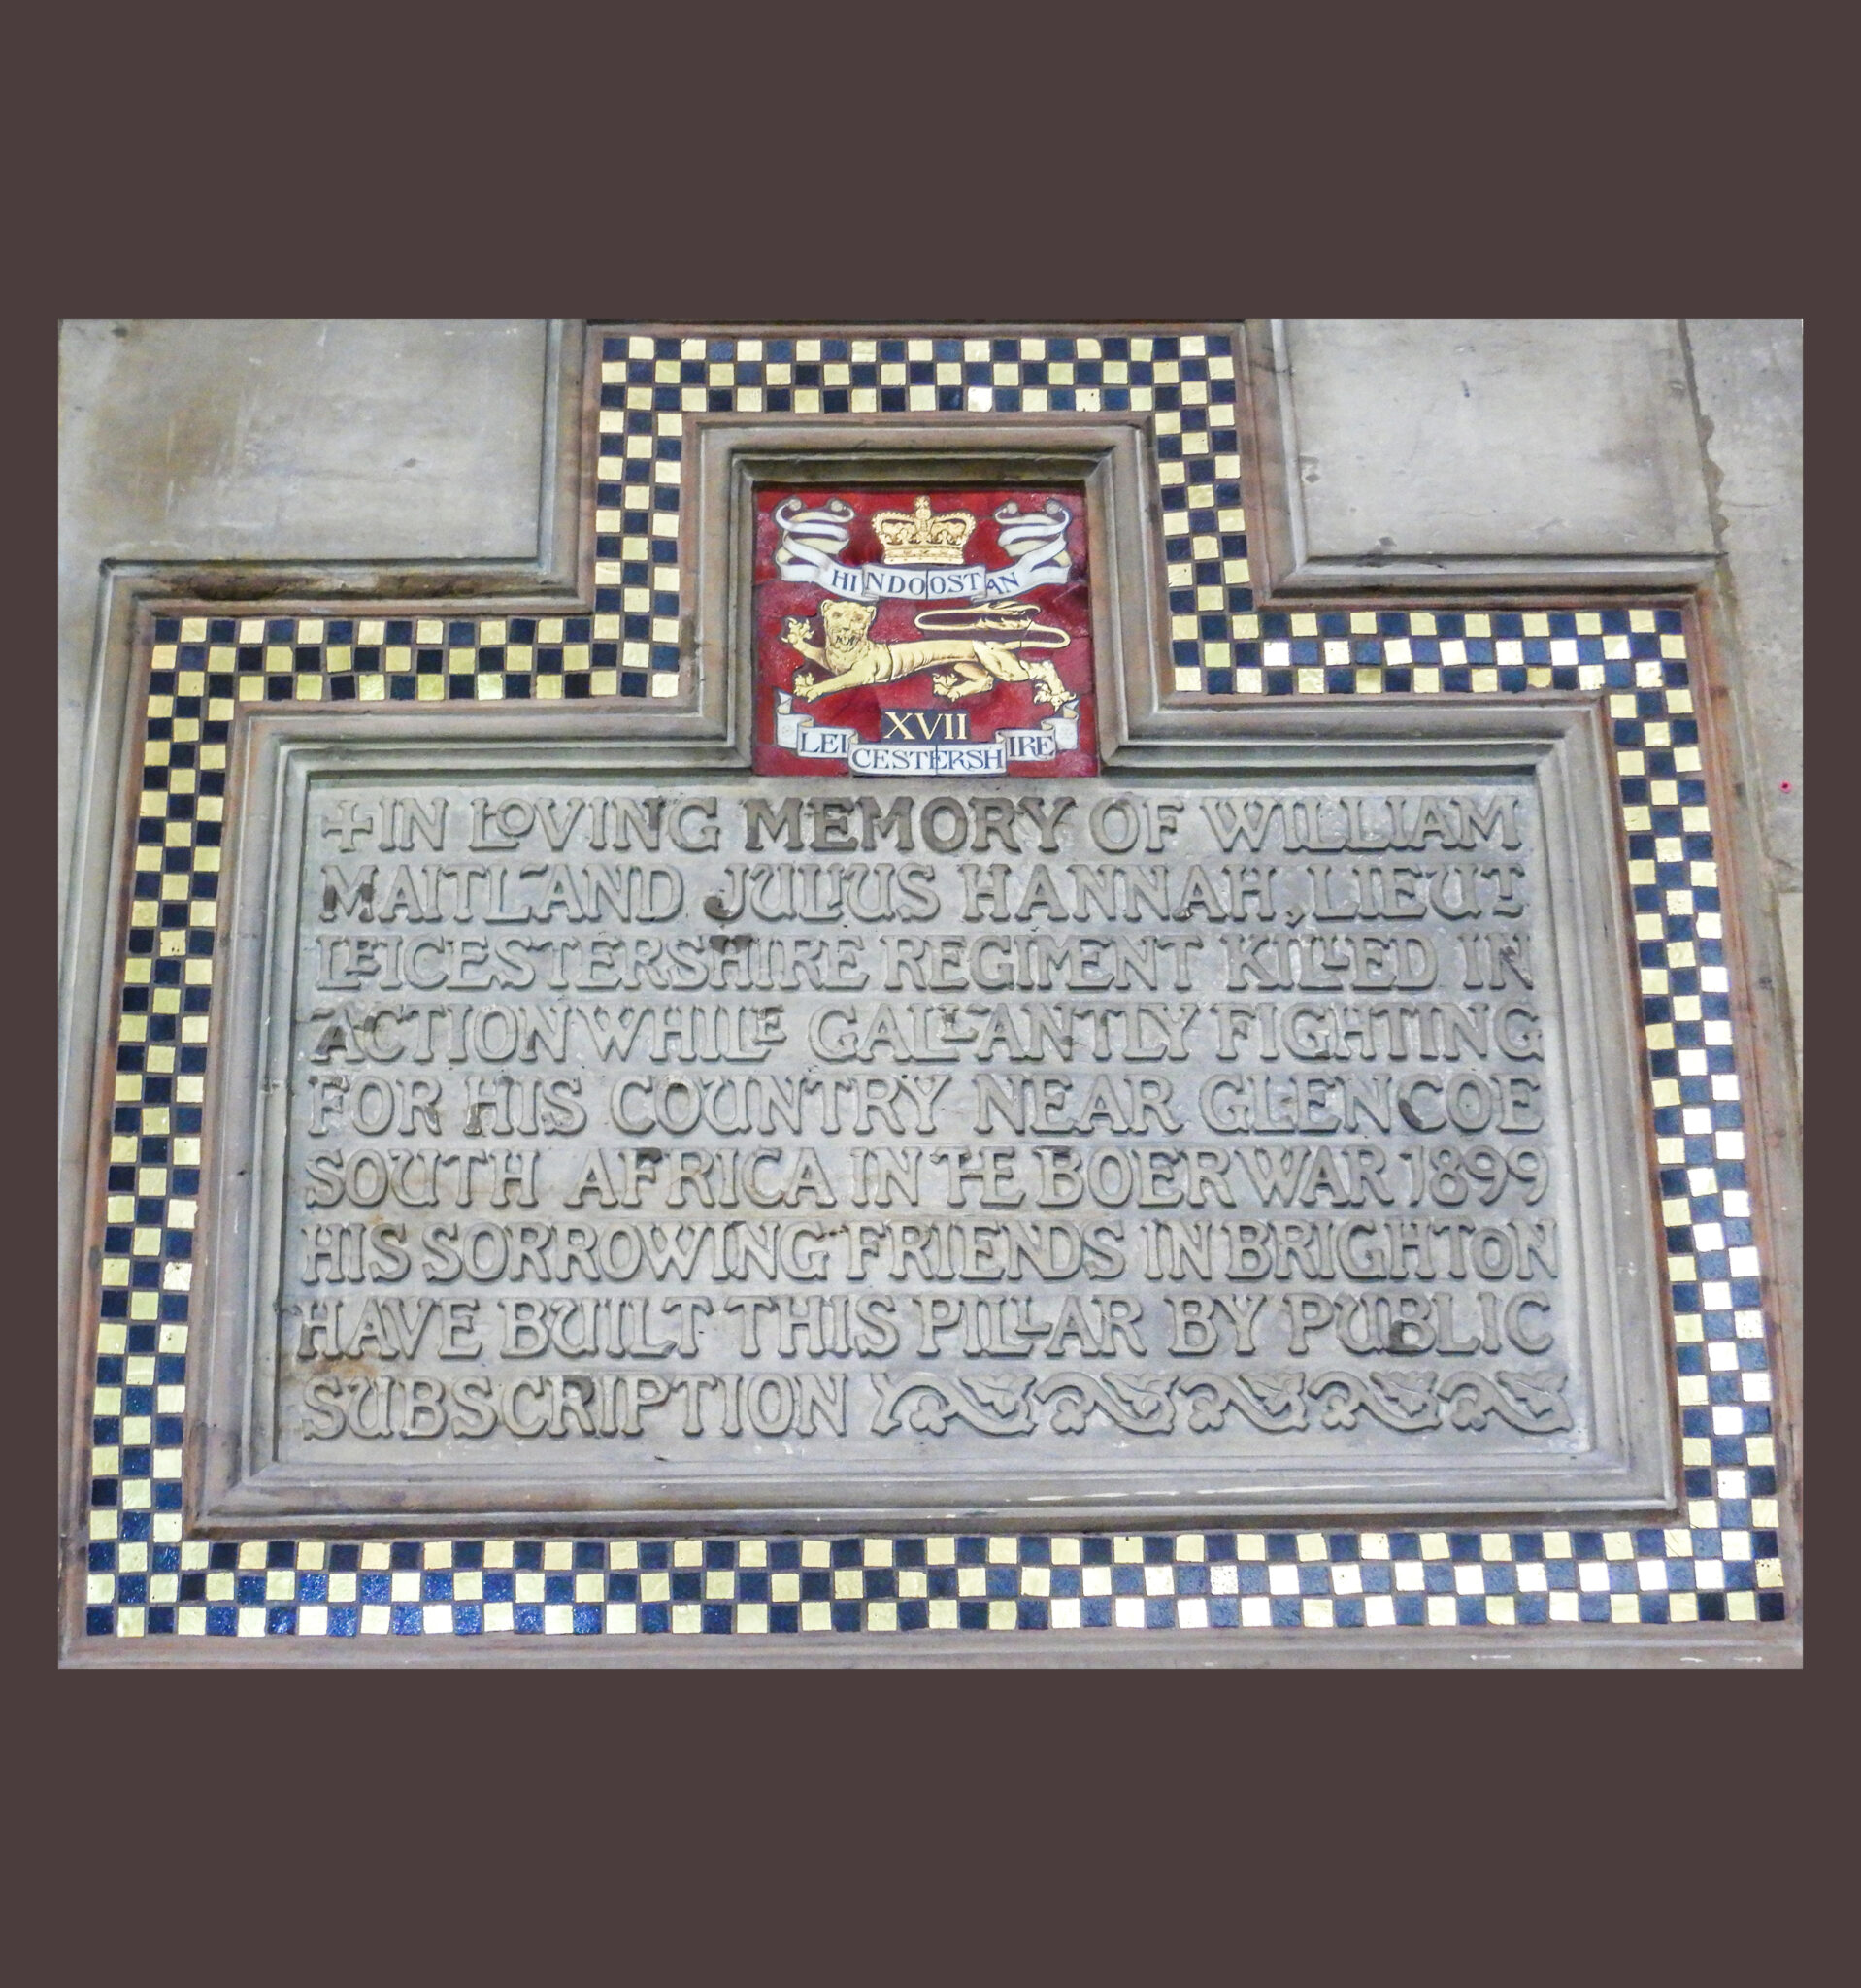 HINDOOSTAN
XVII
LEICESTERSHIRE
+IN LOVING MEMORY OF WILLIAM
MAITLAND JULIUS HANNAH, LIEUT
LEICESTERSHIRE REGIMENT KILLED IN
ACTION WHILE GALLANTLY FIGHTING
FOR HIS COUNTRY NEAR GLENCOE
SOUTH AFRICA IN THE BOER WAR 1899
HIS SORROWING FRIENDS IN BRIGHTON
HAVE BUILT THIS PILLAR BY PUBLIC
SUBSCRIPTION